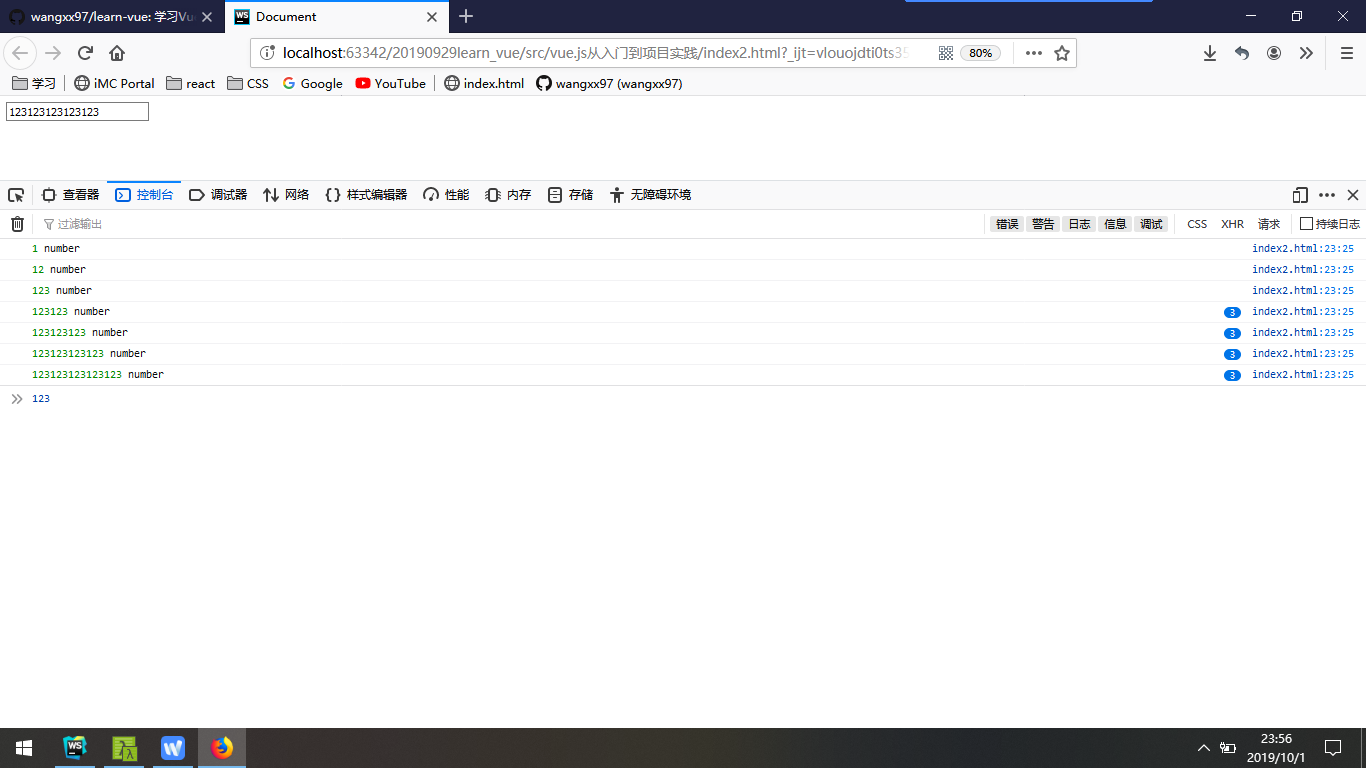 wangxx97/learn-vue: 学习Vu
WS Document
localhost:63342/20190929learn_vue/src/vue.js从入门到项目实践/index2.html?_ijt=vlouojdti0ts35 80%
学习 iMC Portal react CSS Google YouTube index.html wangxx97 (wangxx97)
123123123123123
查看器 控制台 调试器 网络 样式编辑器 性能 内存 存储 无障碍环境
过滤输出 错误 警告 日志 信息 调试 CSS XHR 请求 持续日志
1 number index2.html:23:25
12 number index2.html:23:25
123 number index2.html:23:25
123123 number 3 index2.html:23:25
123123123 number 3 index2.html:23:25
123123123123 number 3 index2.html:23:25
123123123123123 number 3 index2.html:23:25
123
WS W
23:56
2019/10/1